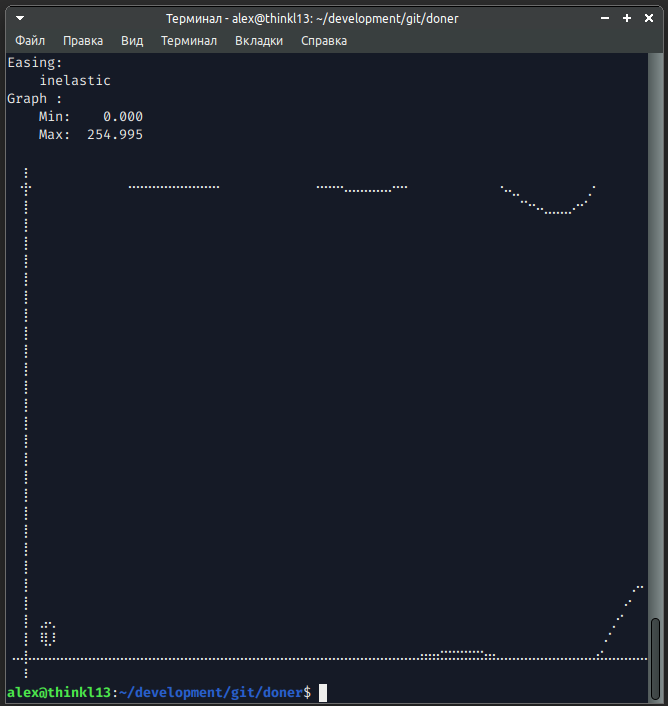 Терминал - alex@thinkl13: ~/development/git/doner
Файл Правка Вид Терминал Вкладки Справка
Easing:
    inelastic
Graph :
    Min:    0.000
    Max:  254.995
0
alex@thinkl13:~/development/git/doner$